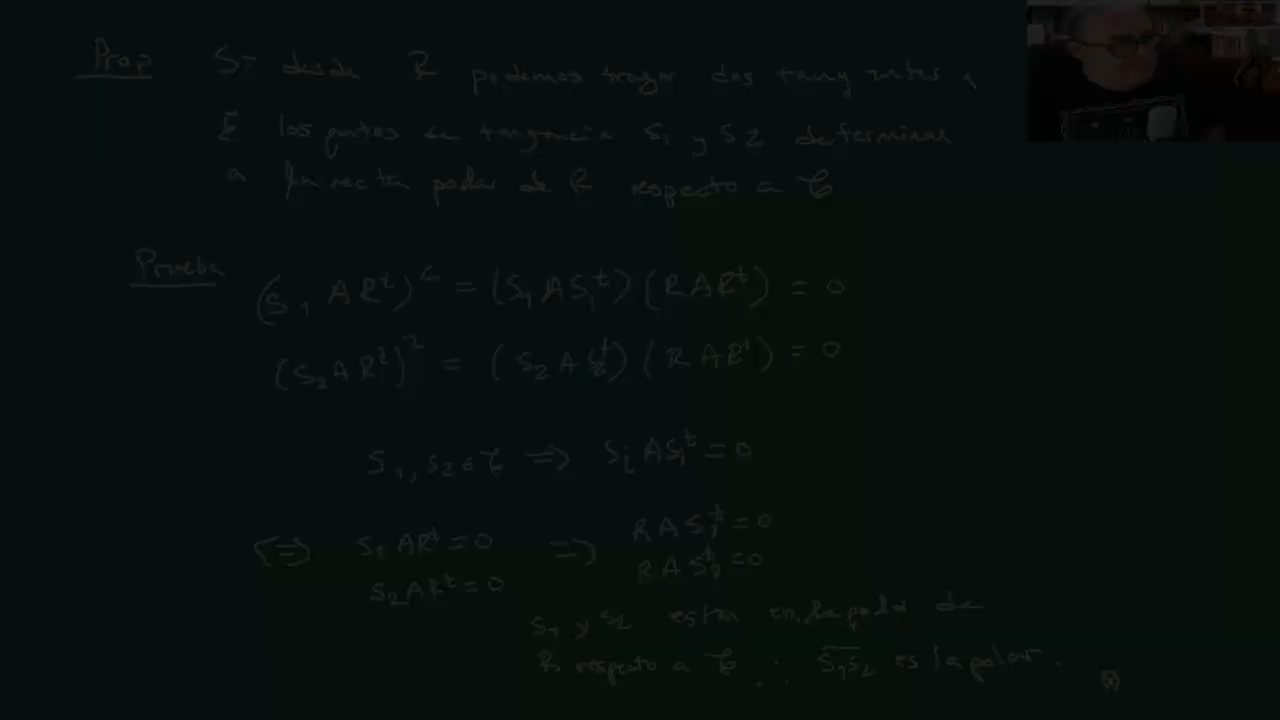 Prop Si desde R podemos trazar dos tangentes a
E los puntos de tangencia S₁ y S2 determinan
a la recta polar de R respecto a 𝒞
Prueba (S₁ A Rᵗ)² = (S₁ A S₁ᵗ)(R A Rᵗ) = 0
(S₂ A Rᵗ)² = (S₂ A S₂ᵗ)(R A Rᵗ) = 0
S₁, S₂ ∈ 𝒞 ⟹ Sᵢ A Sᵢᵗ = 0
⟺ S₁ A Rᵗ = 0 ⟹ R A S₁ᵗ = 0
S₂ A Rᵗ = 0 R A S₂ᵗ = 0
S₁ y S₂ estan en la polar de
R respecto a 𝒞 ∴ S₁S₂ es la polar.